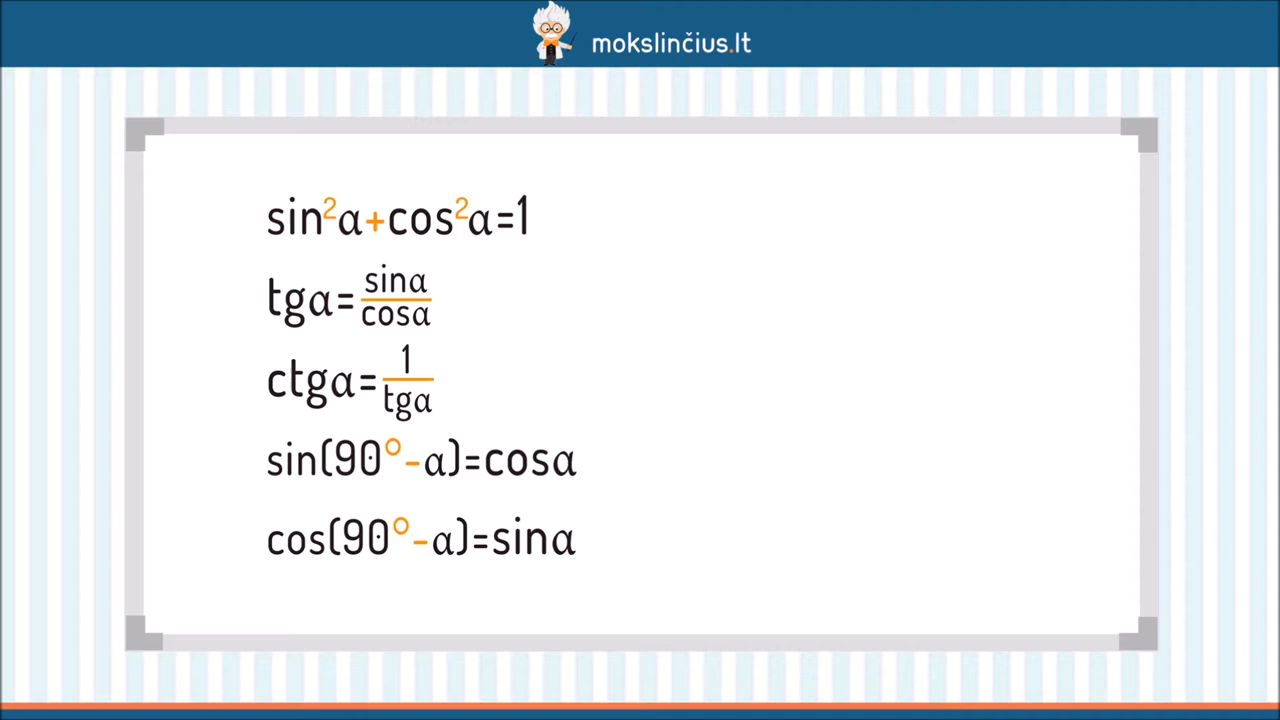 mokslinčius.lt
sin²α+cos²α=1
tgα=sinα/cosα
ctgα=1/tgα
sin(90°-α)=cosα
cos(90°-α)=sinα